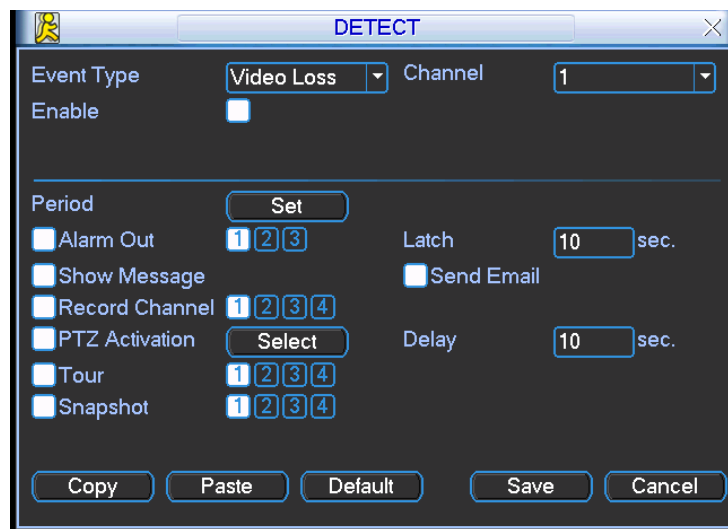 DETECT
Event Type Video Loss Channel 1
Enable
Period Set
Alarm Out 1 2 3 Latch 10 sec.
Show Message Send Email
Record Channel 1 2 3 4
PTZ Activation Select Delay 10 sec.
Tour 1 2 3 4
Snapshot 1 2 3 4
Copy Paste Default Save Cancel